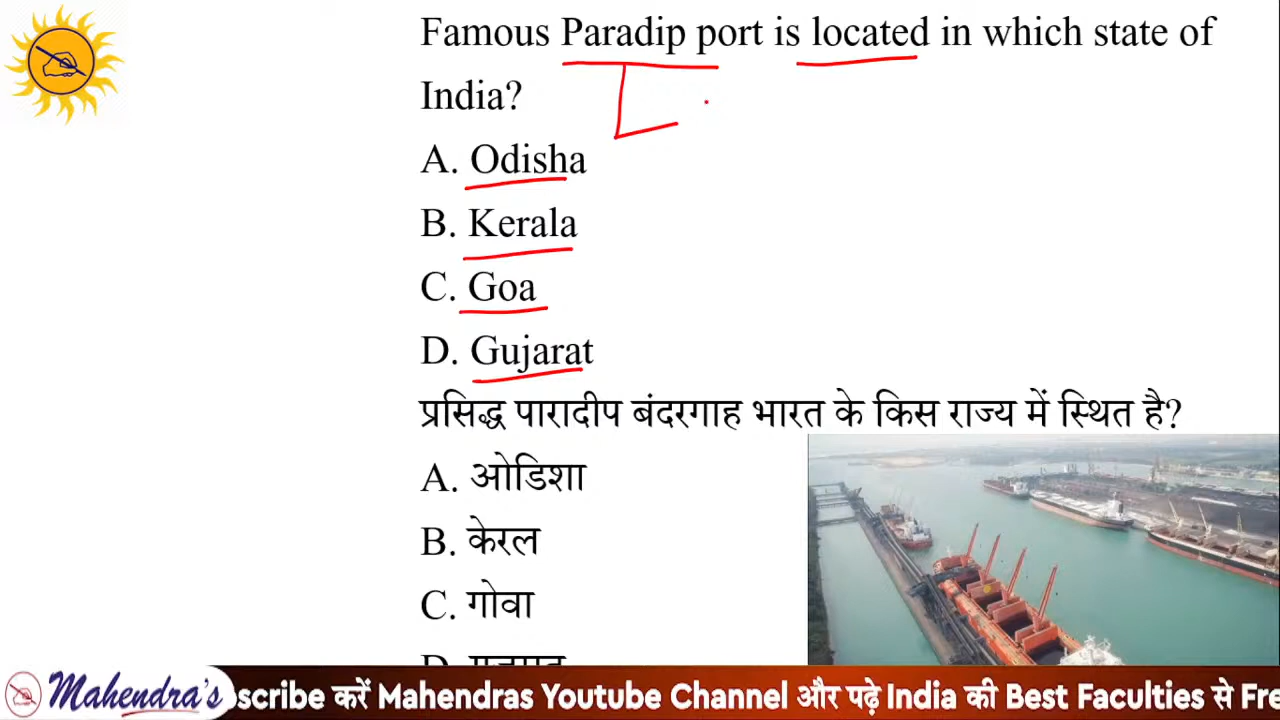 Famous Paradip port is located in which state of
India?
A. Odisha
B. Kerala
C. Goa
D. Gujarat
प्रसिद्ध पारादीप बंदरगाह भारत के किस राज्य में स्थित है?
A. ओडिशा
B. केरल
C. गोवा
D.
Mahendra's
scribe करें Mahendras Youtube Channel और पढ़े India की Best Faculties से Fre